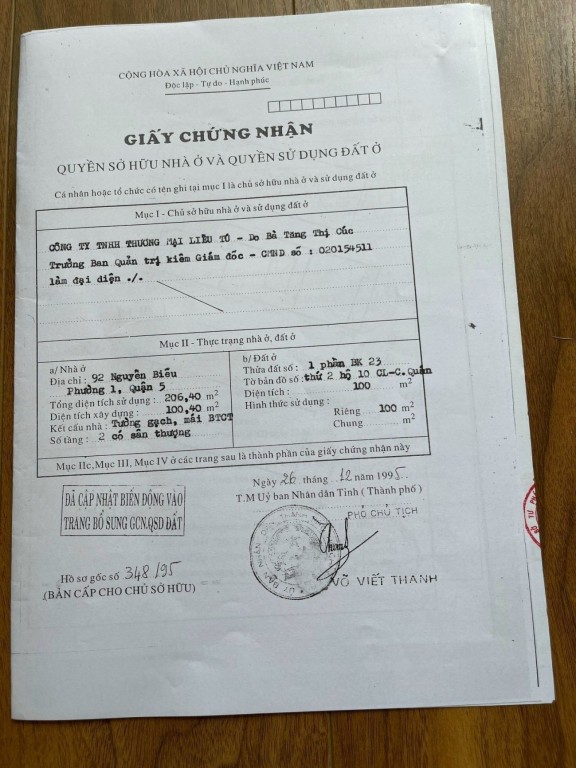 CỘNG HÒA XÃ HỘI CHỦ NGHĨA VIỆT NAM
Độc lập - Tự do - Hạnh phúc
GIẤY CHỨNG NHẬN
QUYỀN SỞ HỮU NHÀ Ở VÀ QUYỀN SỬ DỤNG ĐẤT Ở
Cá nhân hoặc tổ chức có tên ghi tại mục I là chủ sở hữu nhà ở và sử dụng đất ở
Mục I - Chủ sở hữu nhà ở và sử dụng đất ở
CÔNG TY TNHH THƯƠNG MẠI LIÊU TÔ - Do Bà Tăng Thị Cúc
Trưởng Ban Quản trị kiêm Giám đốc - CMND số : 020154511
làm đại diện ./.
Mục II - Thực trạng nhà ở, đất ở
a/ Nhà ở
Địa chỉ : 92 Nguyễn Biểu
Phường 1, Quận 5
Tổng diện tích sử dụng : 206,40 m²
Diện tích xây dựng : 100,40 m²
Kết cấu nhà : Tường gạch, mái BTCT
Số tầng : 2 có sân thượng
b/ Đất ở
Thửa đất số : 1 phần BK 23
Tờ bản đồ số : thứ 2 hộ 10 CL-C.Quán
Diện tích : 100 m²
Hình thức sử dụng :
Riêng 100 m²
Chung m²
Mục IIc, Mục III, Mục IV ở các trang sau là thành phần của giấy chứng nhận này
Ngày 26 tháng 12 năm 1995
T.M Uỷ ban Nhân dân Tỉnh ( Thành phố )
PHÓ CHỦ TỊCH
VÕ VIẾT THANH
ĐÃ CẬP NHẬT BIẾN ĐỘNG VÀO
TRANG BỔ SUNG GCN.QSD ĐẤT
Hồ sơ gốc số 348/95
(BẢN CẤP CHO CHỦ SỞ HỮU)